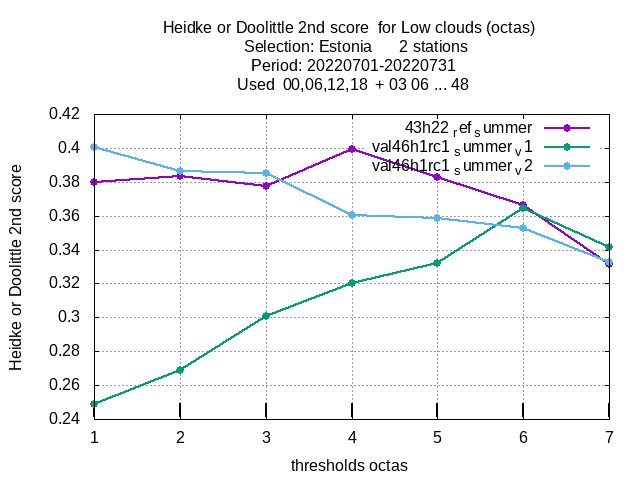 Heidke or Doolittle 2nd score  for Low clouds (octas)
Selection: Estonia      2 stations
Period: 20220701-20220731
Used  00,06,12,18  + 03 06 ... 48
Heidke or Doolittle 2nd score
0.42
0.4
0.38
0.36
0.34
0.32
0.3
0.28
0.26
0.24
43h22 ref summer
val46h1rc1 summer v1
val46h1rc1 summer v2
1 2 3 4 5 6 7
thresholds octas